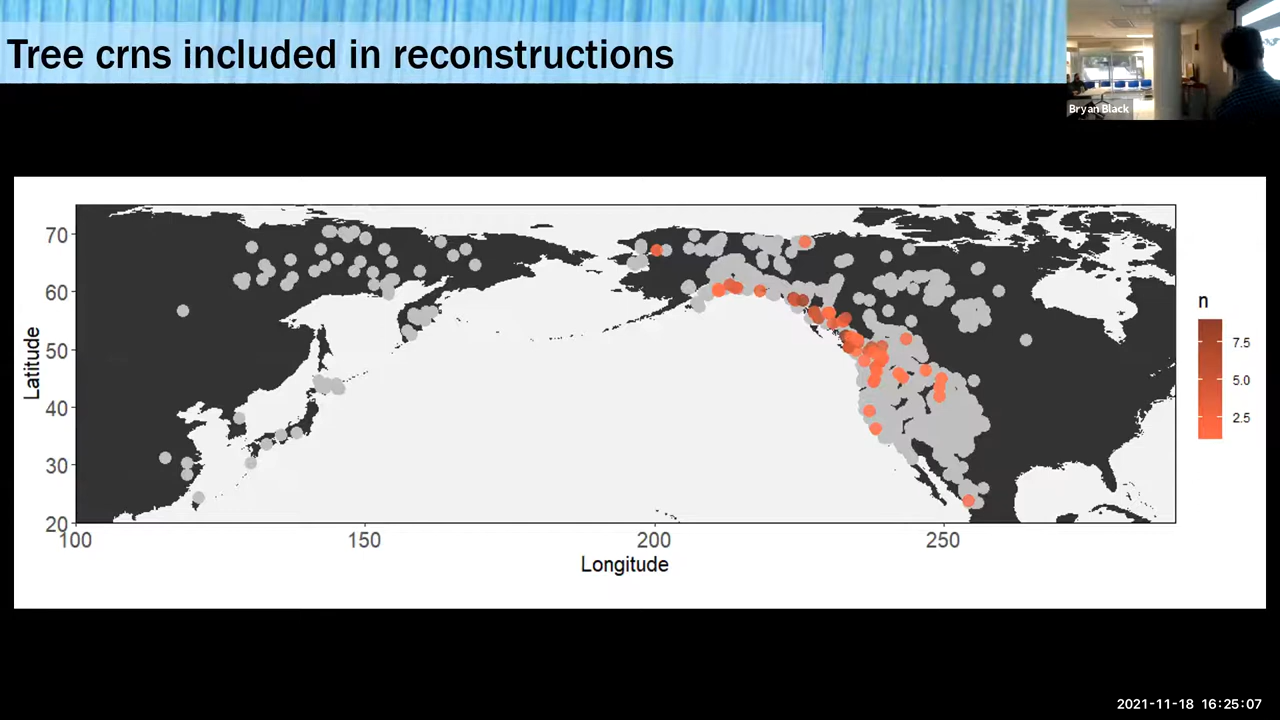 Tree crns included in reconstructions
Bryan Black
70
60
50
40
30
20
Latitude
100
150
200
250
Longitude
n
7.5
5.0
2.5
2021-11-18 16:25:07